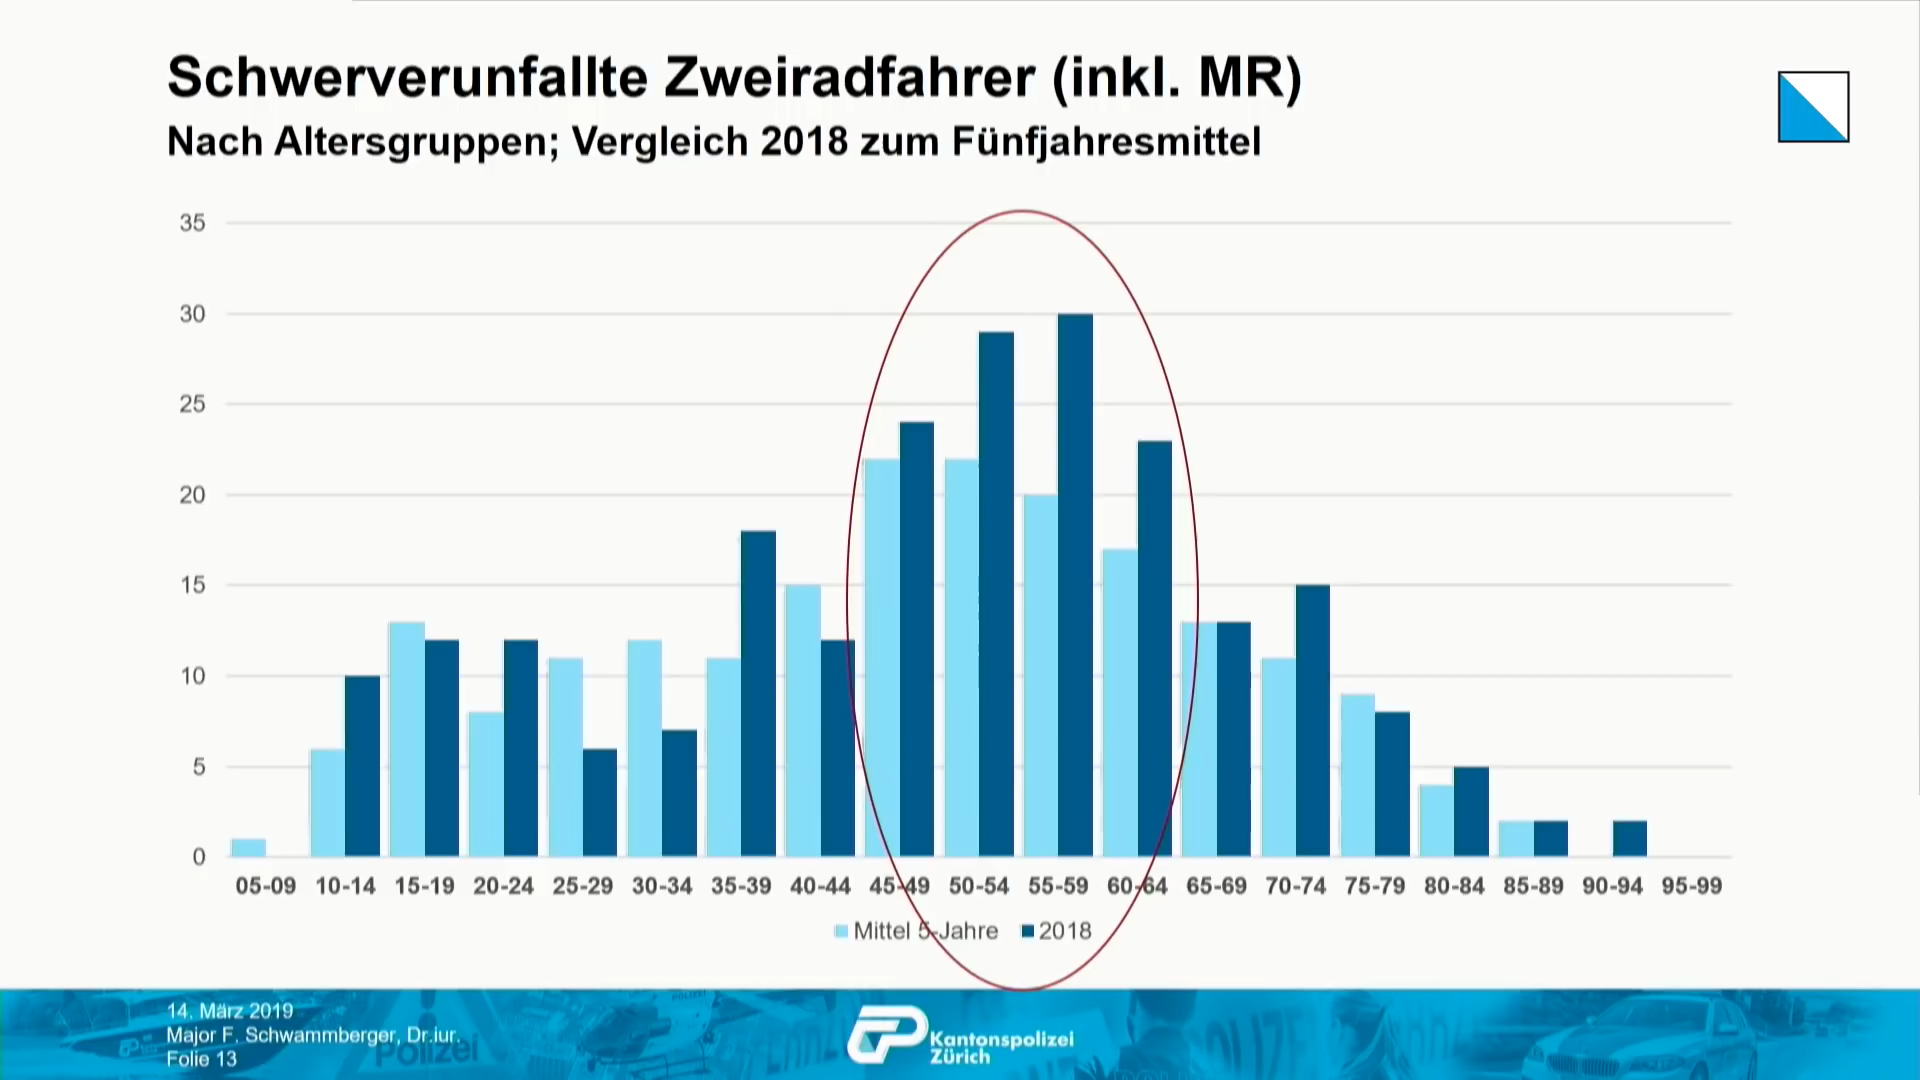 Schwerverunfallte Zweiradfahrer (inkl. MR)
Nach Altersgruppen; Vergleich 2018 zum Fünfjahresmittel
35
30
25
20
15
10
5
0
05-09 10-14 15-19 20-24 25-29 30-34 35-39 40-44 45-49 50-54 55-59 60-64 65-69 70-74 75-79 80-84 85-89 90-94 95-99
Mittel 5-Jahre 2018
14. März 2019
Major F. Schwammberger, Dr.iur.
Folie 13
Kantonspolizei
Zürich
Polizei